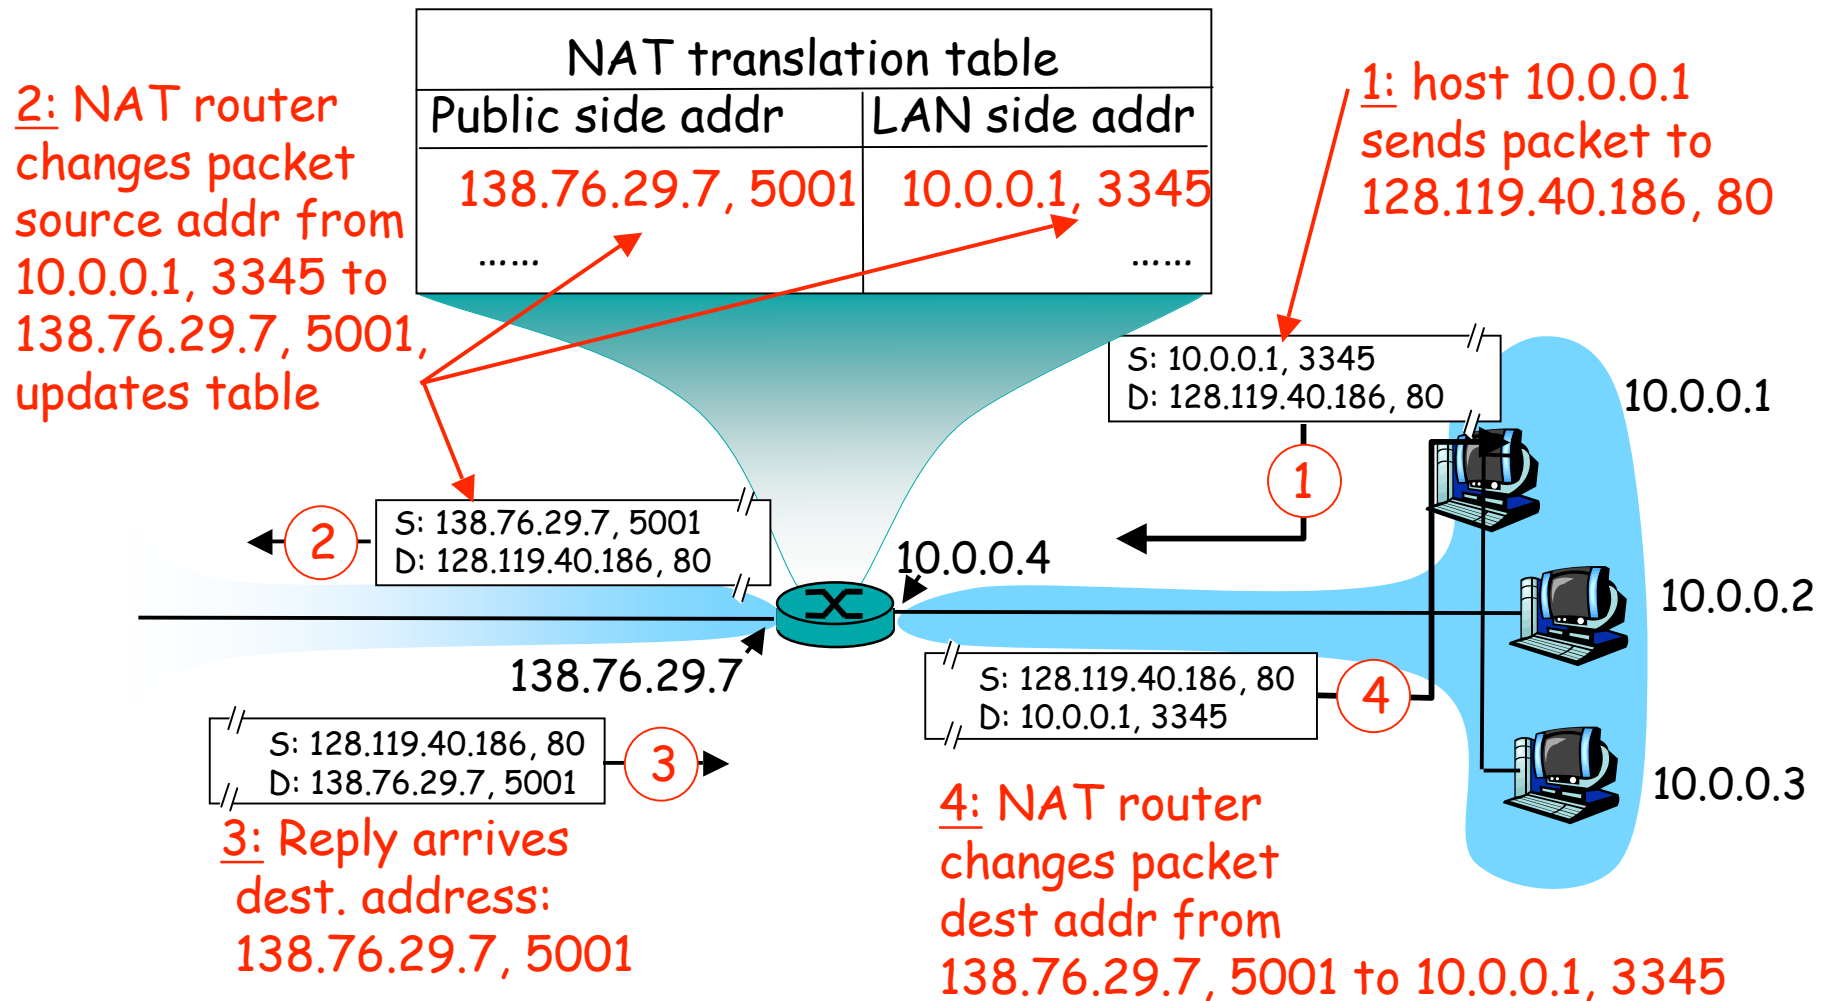 NAT translation table
Public side addr LAN side addr
138.76.29.7, 5001 10.0.0.1, 3345
...... ......
2: NAT router
changes packet
source addr from
10.0.0.1, 3345 to
138.76.29.7, 5001,
updates table
1: host 10.0.0.1
sends packet to
128.119.40.186, 80
S: 10.0.0.1, 3345
D: 128.119.40.186, 80
1
10.0.0.1
S: 138.76.29.7, 5001
D: 128.119.40.186, 80
2
10.0.0.4
10.0.0.2
138.76.29.7
S: 128.119.40.186, 80
D: 10.0.0.1, 3345
4
S: 128.119.40.186, 80
D: 138.76.29.7, 5001
3
10.0.0.3
3: Reply arrives
dest. address:
138.76.29.7, 5001
4: NAT router
changes packet
dest addr from
138.76.29.7, 5001 to 10.0.0.1, 3345